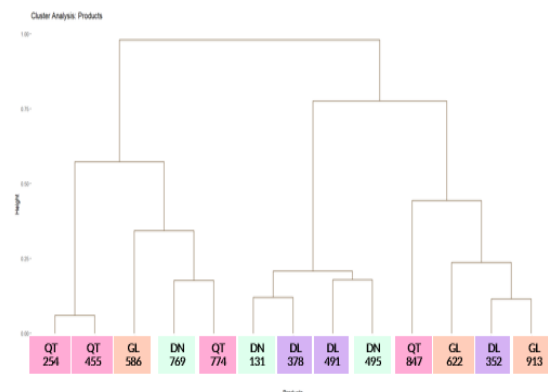 Cluster Analysis: Products
1.00
0.75
0.50
0.25
0.00
Height
QT QT GL DN QT DN DL DL DN QT GL DL GL
254 455 586 769 774 131 378 491 495 847 622 352 913
Products